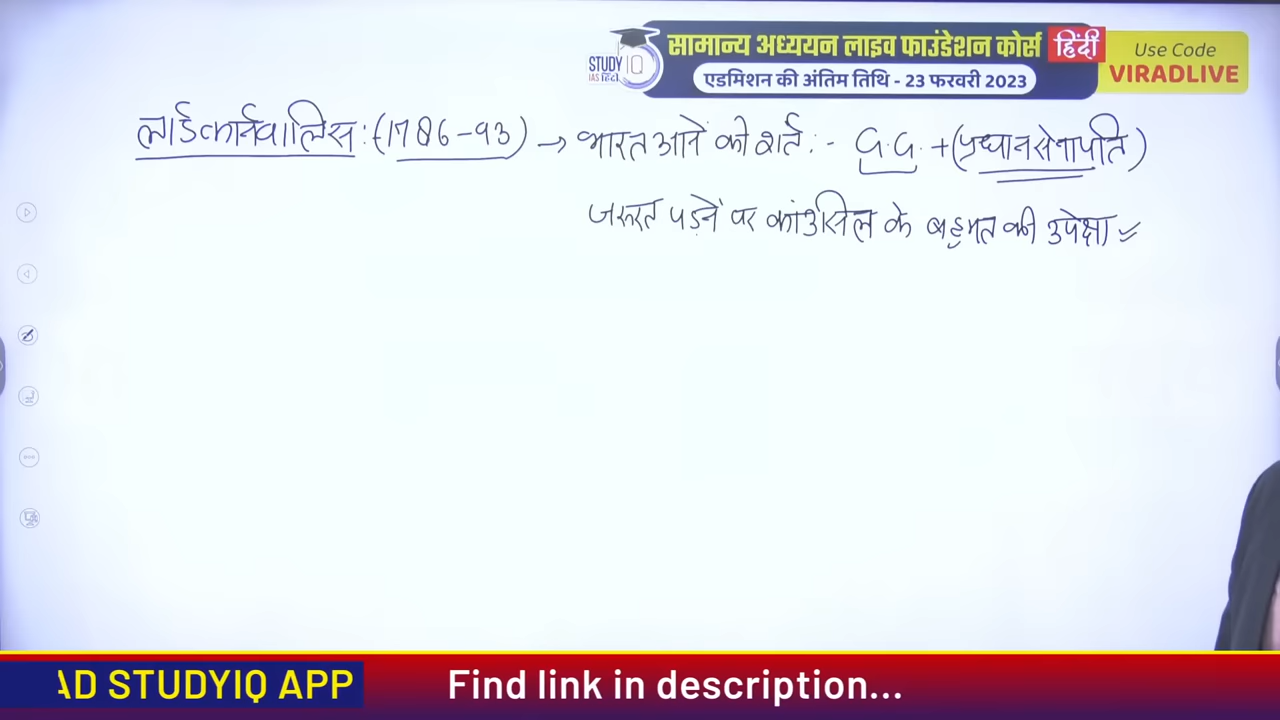 STUDY IQ
IAS हिंदी
सामान्य अध्ययन लाइव फाउंडेशन कोर्स हिंदी
एडमिशन की अंतिम तिथि - 23 फरवरी 2023
Use Code
VIRADLIVE
लार्ड कार्नवालिस :- (1786-93) → भारत आने की शर्त :- G.G. + (प्रधान सेनापति)
जरूरत पड़नें पर काउंसिल के बहुमत की उपेक्षा
AD STUDYIQ APP
Find link in description...